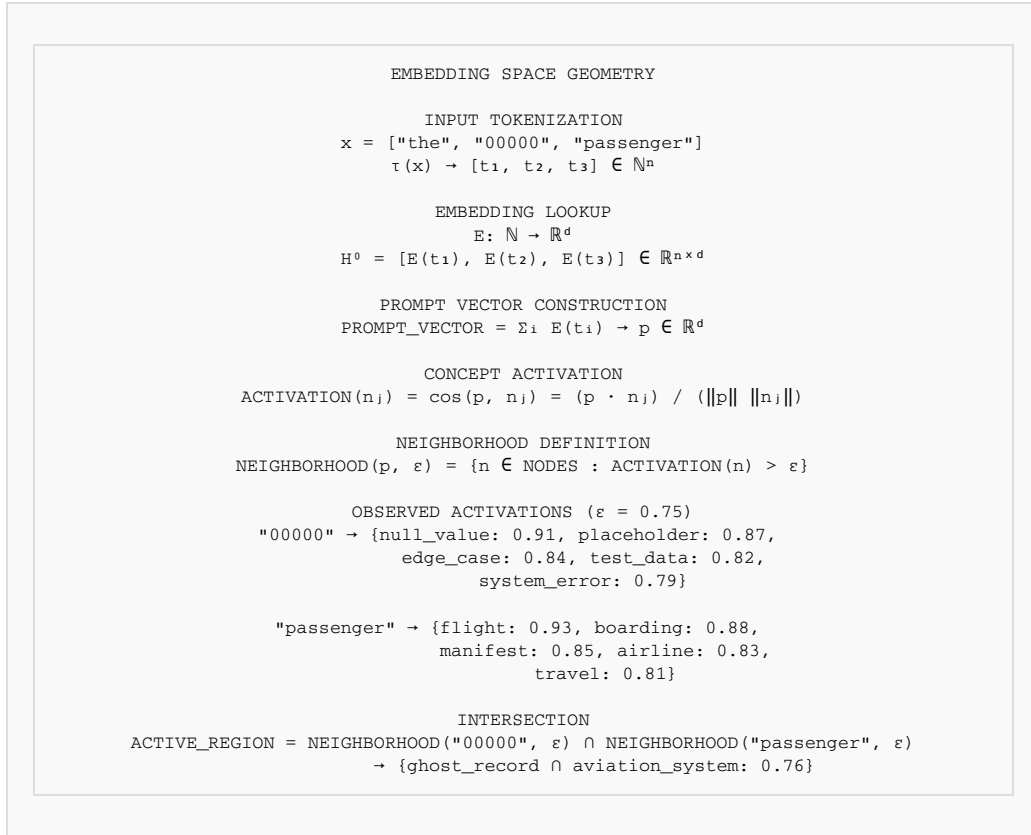 EMBEDDING SPACE GEOMETRY
INPUT TOKENIZATION
x = ["the", "00000", "passenger"]
τ(x) → [t₁, t₂, t₃] ∈ ℕⁿ
EMBEDDING LOOKUP
E: ℕ → ℝᵈ
H⁰ = [E(t₁), E(t₂), E(t₃)] ∈ ℝⁿˣᵈ
PROMPT VECTOR CONSTRUCTION
PROMPT_VECTOR = Σᵢ E(tᵢ) → p ∈ ℝᵈ
CONCEPT ACTIVATION
ACTIVATION(nⱼ) = cos(p, nⱼ) = (p · nⱼ) / (‖p‖ ‖nⱼ‖)
NEIGHBORHOOD DEFINITION
NEIGHBORHOOD(p, ε) = {n ∈ NODES : ACTIVATION(n) > ε}
OBSERVED ACTIVATIONS (ε = 0.75)
"00000" → {null_value: 0.91, placeholder: 0.87,
edge_case: 0.84, test_data: 0.82,
system_error: 0.79}
"passenger" → {flight: 0.93, boarding: 0.88,
manifest: 0.85, airline: 0.83,
travel: 0.81}
INTERSECTION
ACTIVE_REGION = NEIGHBORHOOD("00000", ε) ∩ NEIGHBORHOOD("passenger", ε)
→ {ghost_record ∩ aviation_system: 0.76}